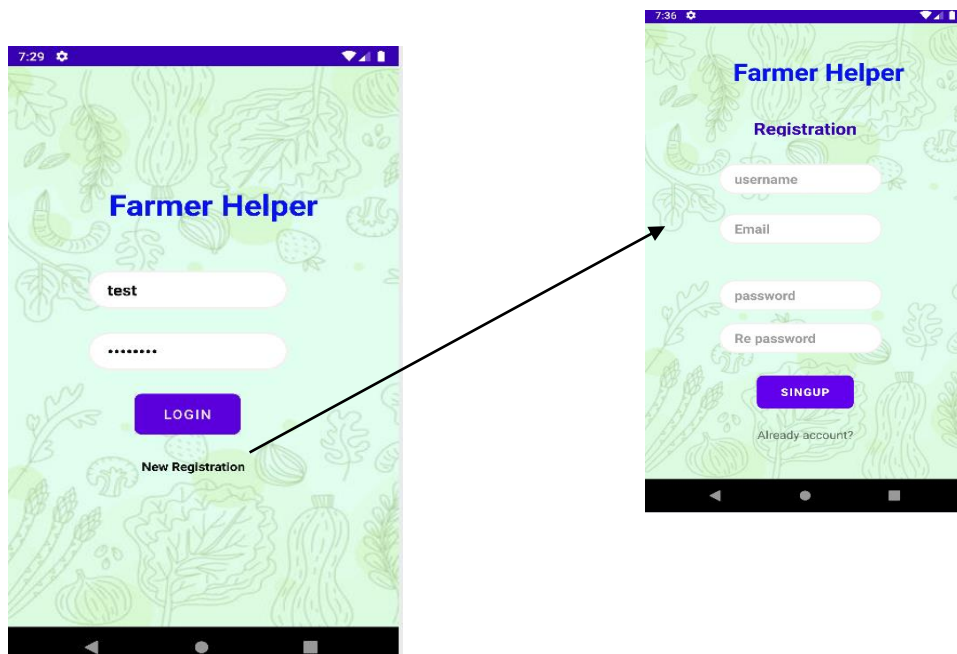 7:29
Farmer Helper
test
••••••••
LOGIN
New Registration
7:36
Farmer Helper
Registration
username
Email
password
Re password
SINGUP
Already account?